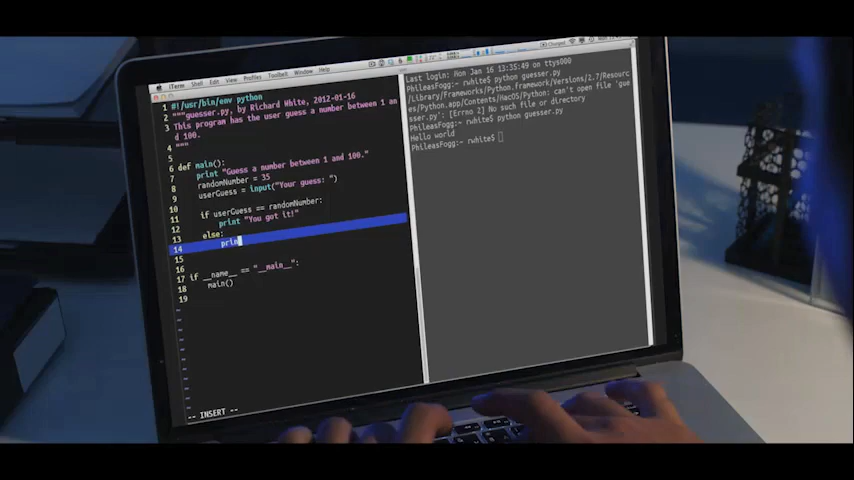 iTerm Shell Edit View Profiles Toolbelt Window Help
1 #!/usr/bin/env python
2 """guesser.py, by Richard White, 2012-01-16
3 This program has the user guess a number between 1 an
d 100.
4 """
5
6 def main():
7 print "Guess a number between 1 and 100."
8 randomNumber = 35
9 userGuess = input("Your guess: ")
10
11 if userGuess == randomNumber:
12 print "You got it!"
13 else:
14 prin
15
16
17 if __name__ == "__main__":
18 main()
19
-- INSERT --
Last login: Mon Jan 16 13:35:49 on ttys000
PhileasFogg:~ rwhite$ python guesser.py
/Library/Frameworks/Python.framework/Versions/2.7/Resourc
es/Python.app/Contents/MacOS/Python: can't open file 'gue
sser.py': [Errno 2] No such file or directory
PhileasFogg:~ rwhite$ python guesser.py
Hello world
PhileasFogg:~ rwhite$